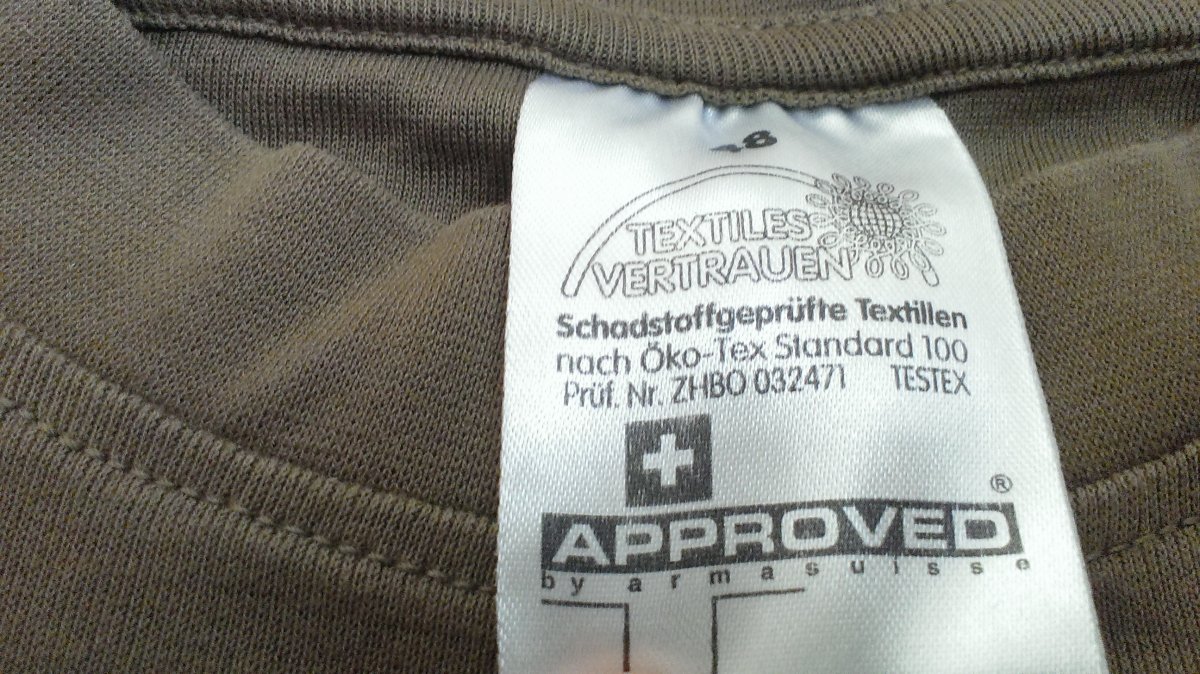 TEXTILES
VERTRAUEN
Schadstoffgeprüfte Textilien
nach Öko-Tex Standard 100
Prüf. Nr. ZHBO 032471 TESTEX
®
APPROVED
by armasuisse